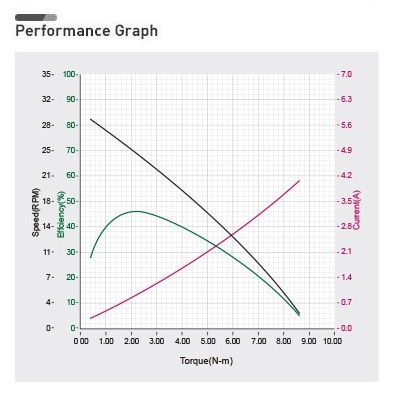 Performance Graph
35- 100- -7.0
32- 90- -6.3
28- 80- -5.6
25- 70- -4.9
21- 60- -4.2
18- 50- -3.5
14- 40- -2.8
11- 30- -2.1
7- 20- -1.4
4- 10- -0.7
0- 0- -0.0
Speed(RPM)
Efficiency(%)
Current(A)
0.00 1.00 2.00 3.00 4.00 5.00 6.00 7.00 8.00 9.00 10.00
Torque(N-m)